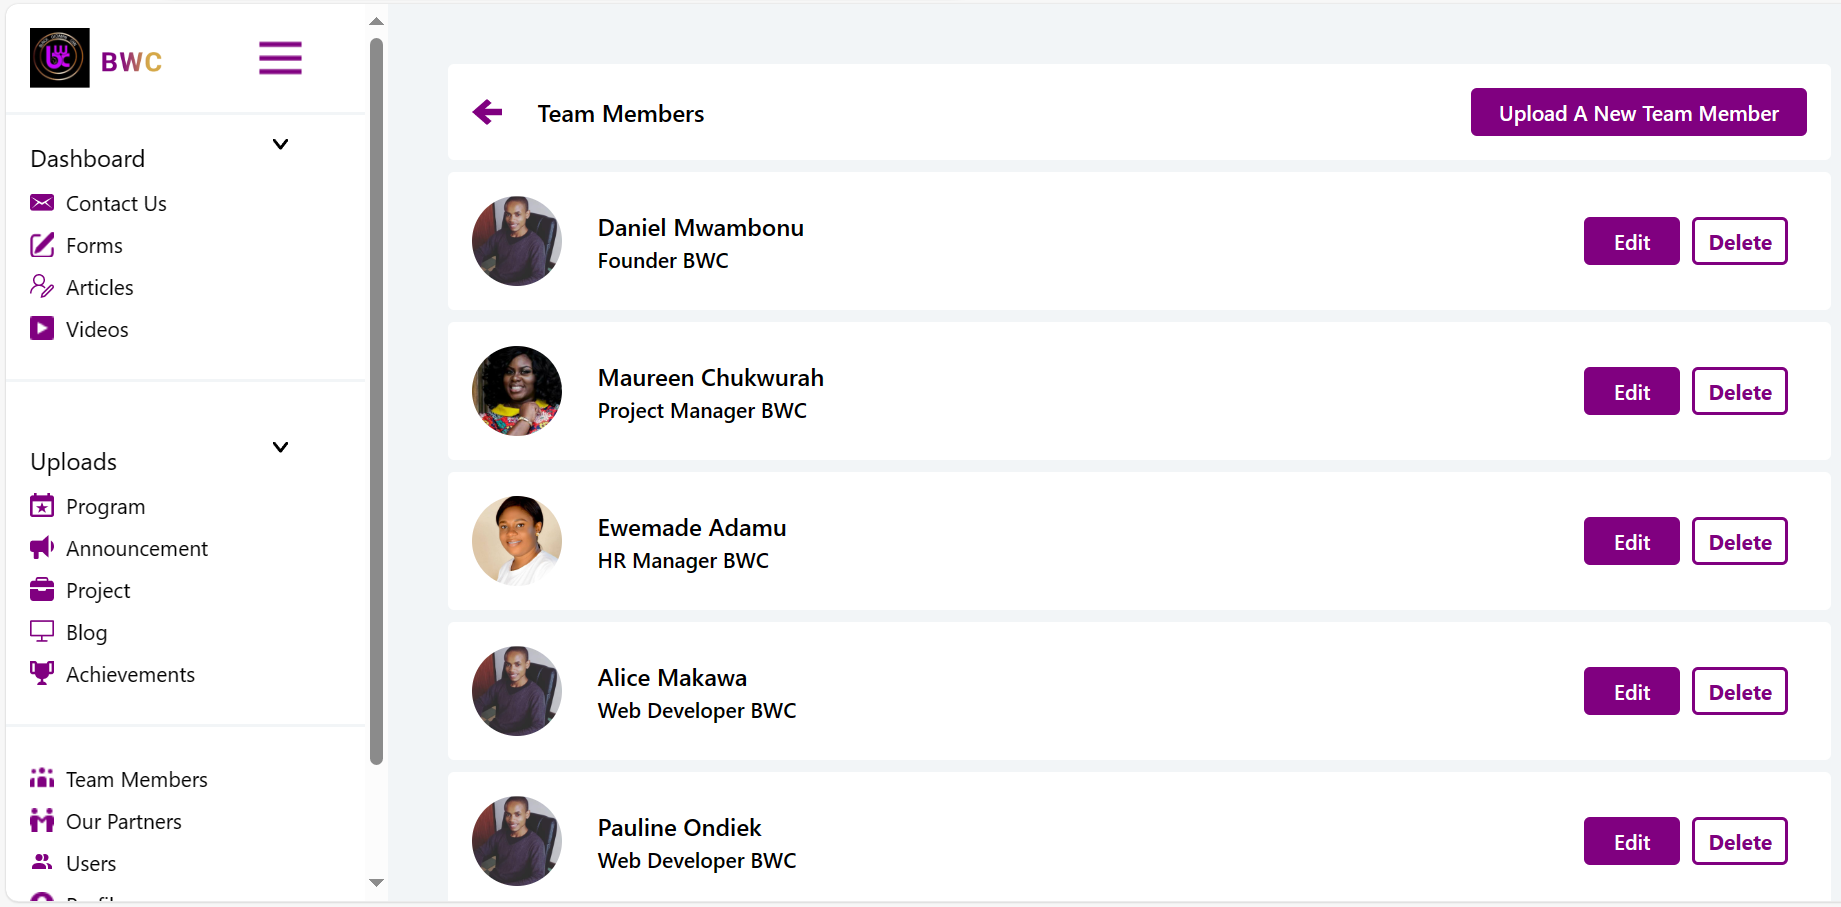 BWC
Dashboard
Contact Us
Forms
Articles
Videos
Uploads
Program
Announcement
Project
Blog
Achievements
Team Members
Our Partners
Users
Team Members
Upload A New Team Member
Daniel Mwambonu
Founder BWC
Edit
Delete
Maureen Chukwurah
Project Manager BWC
Edit
Delete
Ewemade Adamu
HR Manager BWC
Edit
Delete
Alice Makawa
Web Developer BWC
Edit
Delete
Pauline Ondiek
Web Developer BWC
Edit
Delete